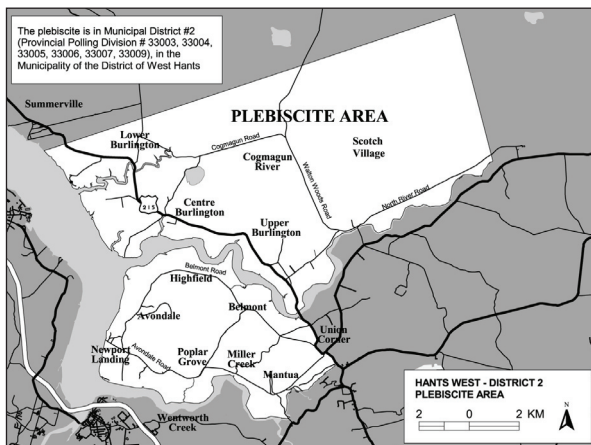 The plebiscite is in Municipal District #2
(Provincial Polling Division # 33003, 33004,
33005, 33006, 33007, 33009), in the
Municipality of the District of West Hants
Summerville
PLEBISCITE AREA
Lower
Burlington
Cogmagun Road
Scotch
Village
Cogmagun
River
Walton Woods Road
North River Road
215
Centre
Burlington
Upper
Burlington
Belmont Road
Highfield
Belmont
Avondale
Union
Corner
Newport
Landing
Avondale Road
Poplar
Grove
Miller
Creek
Mantua
Wentworth
Creek
HANTS WEST - DISTRICT 2
PLEBISCITE AREA
2 0 2 KM
N